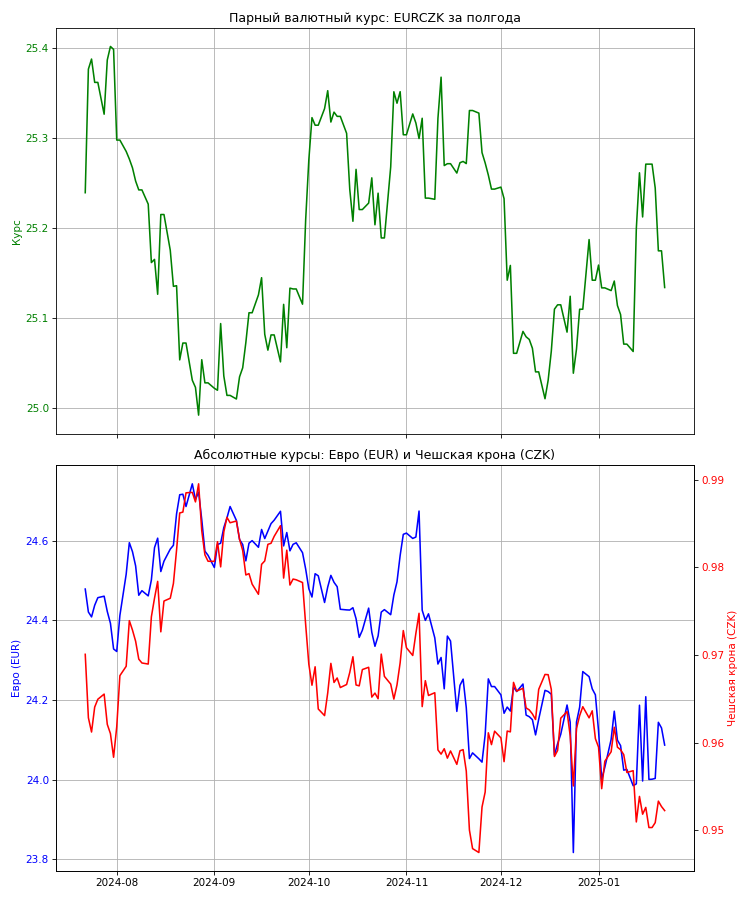 Парный валютный курс: EURCZK за полгода
25.4
25.3
25.2
25.1
25.0
Курс
Абсолютные курсы: Евро (EUR) и Чешская крона (CZK)
24.6
24.4
24.2
24.0
23.8
Евро (EUR)
0.99
0.98
0.97
0.96
0.95
Чешская крона (CZK)
2024-08 2024-09 2024-10 2024-11 2024-12 2025-01